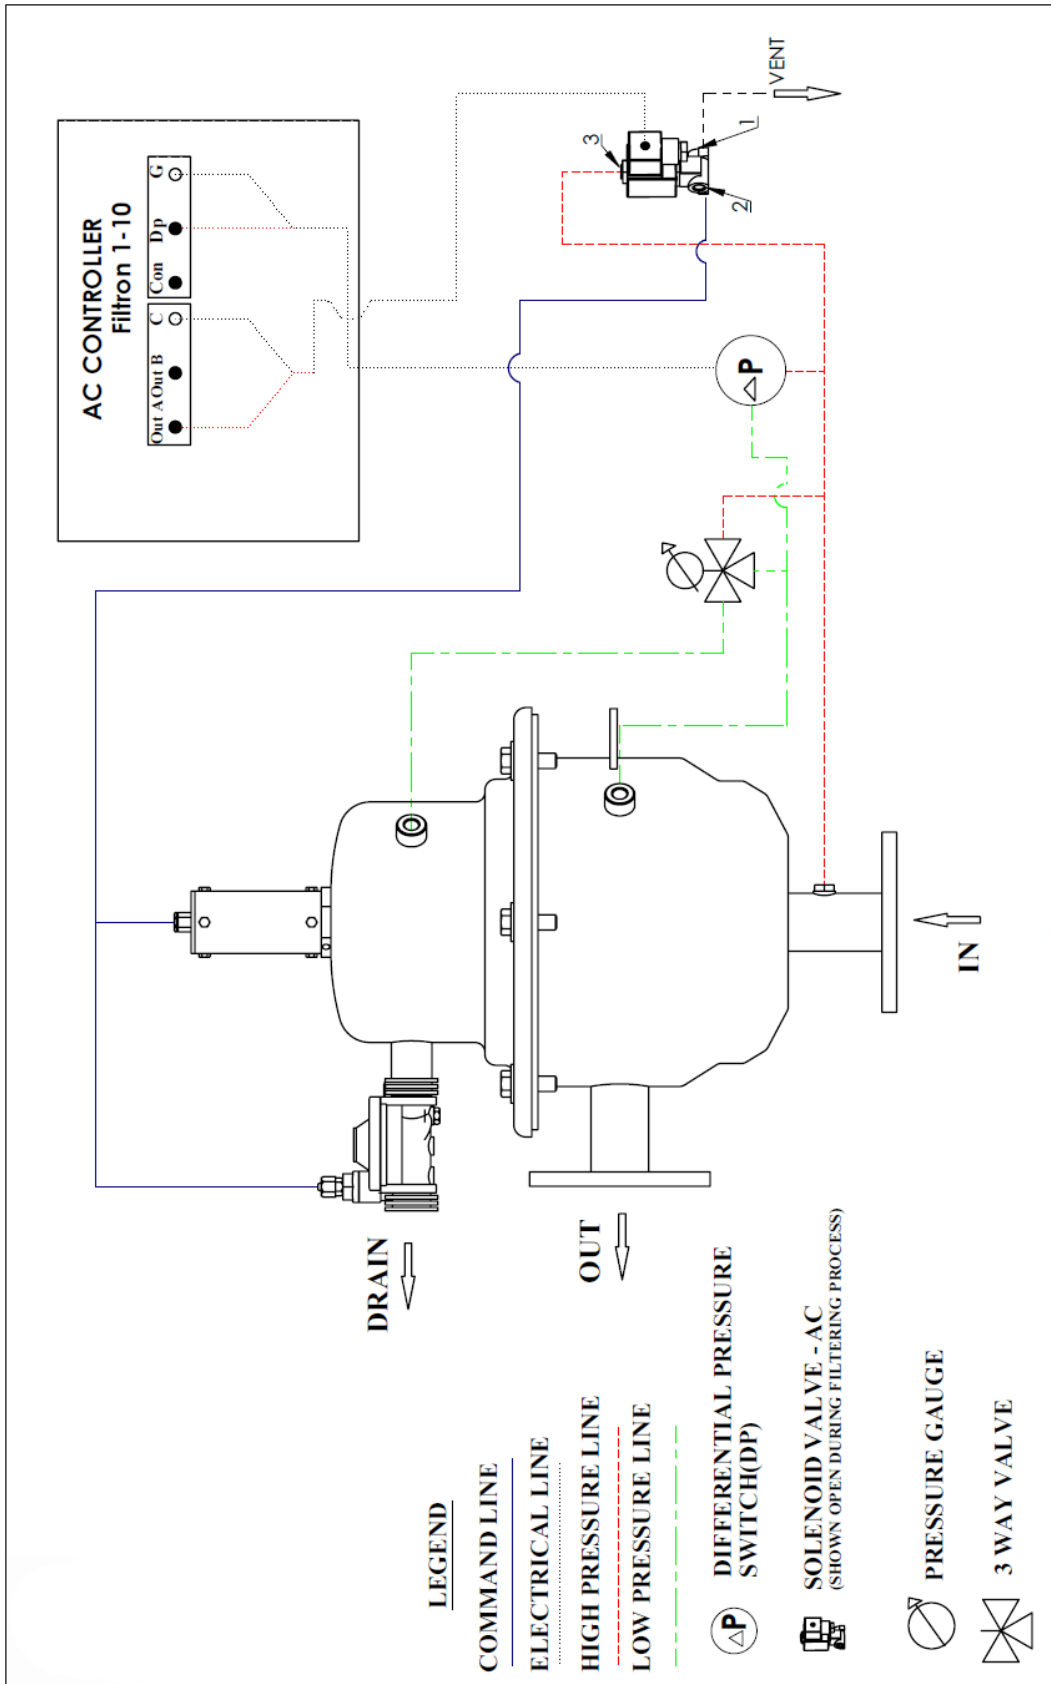 AC CONTROLLER
Filtron 1-10
Out A
Out B
C
Con
Dp
G
3
2
1
VENT
△P
DRAIN
OUT
IN
LEGEND
COMMAND LINE
ELECTRICAL LINE
HIGH PRESSURE LINE
LOW PRESSURE LINE
△P
DIFFERENTIAL PRESSURE
SWITCH(DP)
SOLENOID VALVE - AC
(SHOWN OPEN DURING FILTERING PROCESS)
PRESSURE GAUGE
3 WAY VALVE